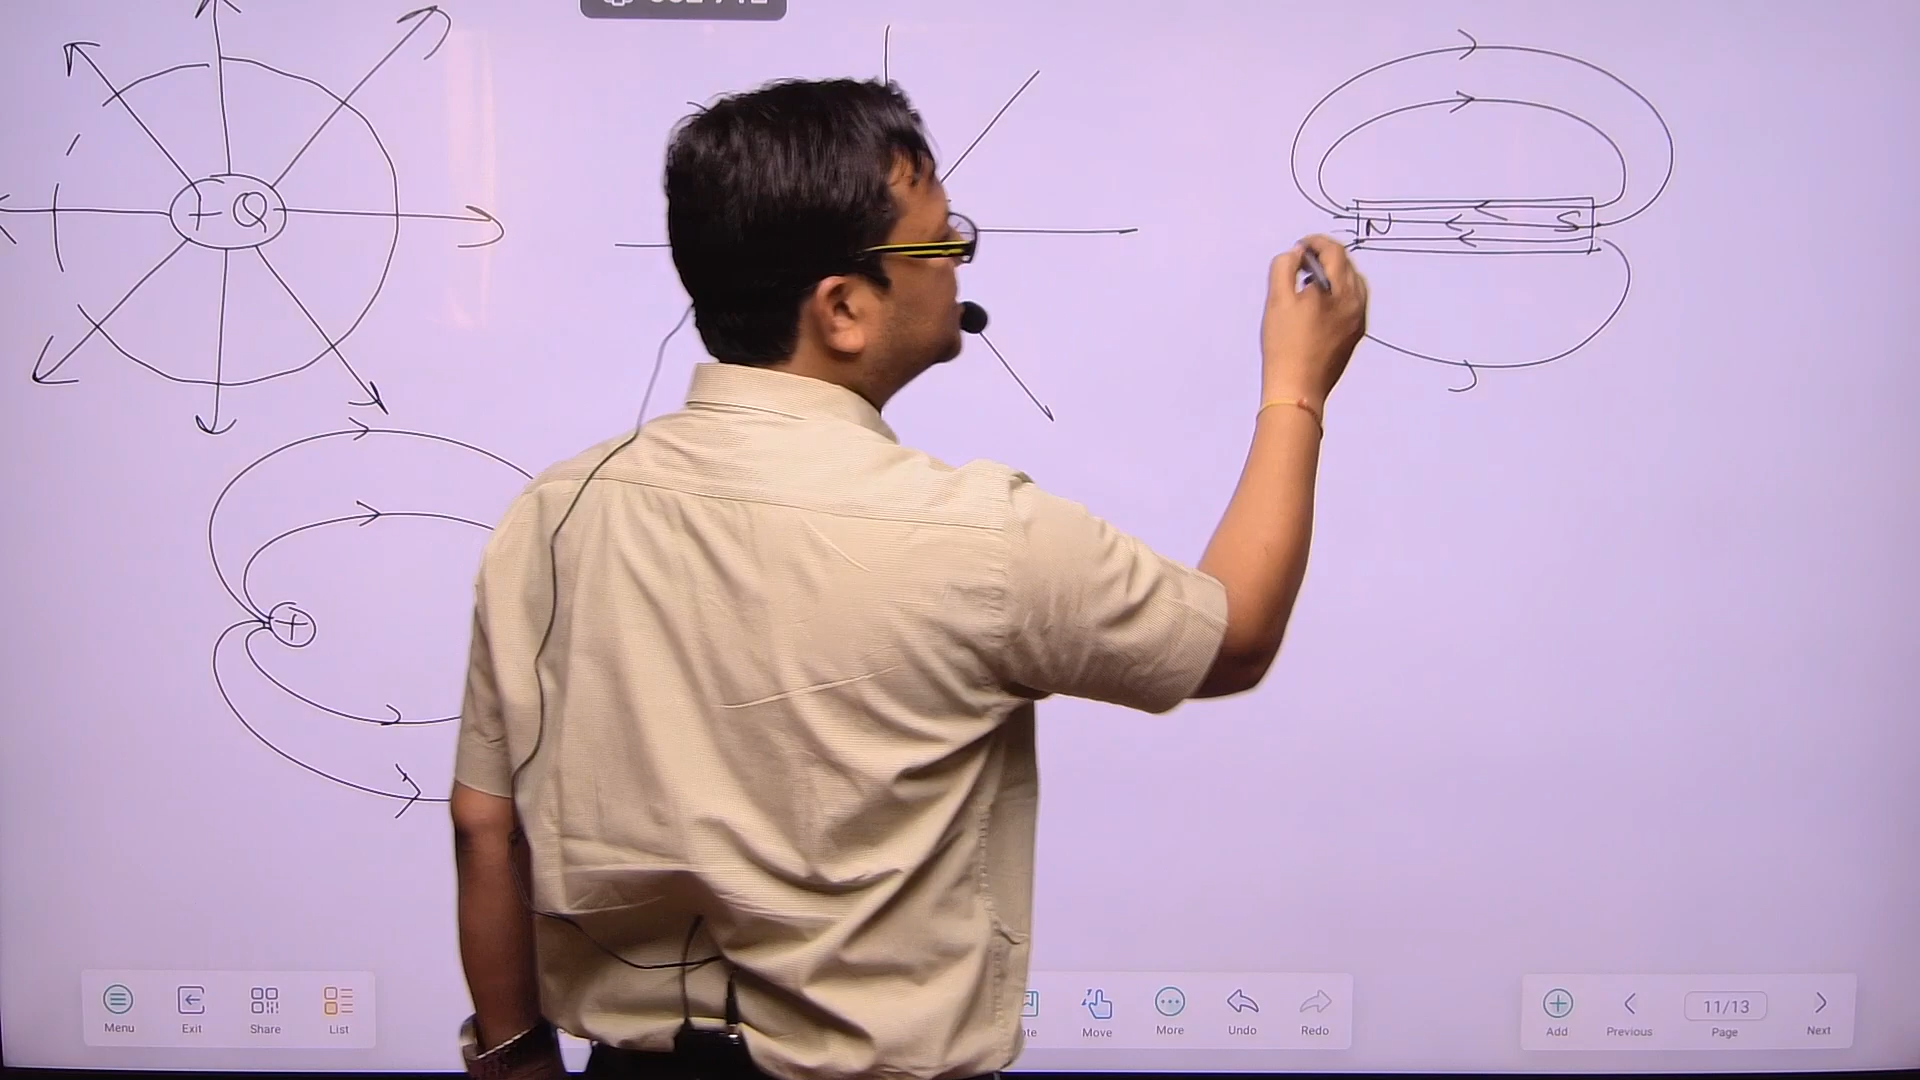 +Q
N S
+
Menu Exit Share List
Move More Undo Redo
Add Previous 11/13 Page Next